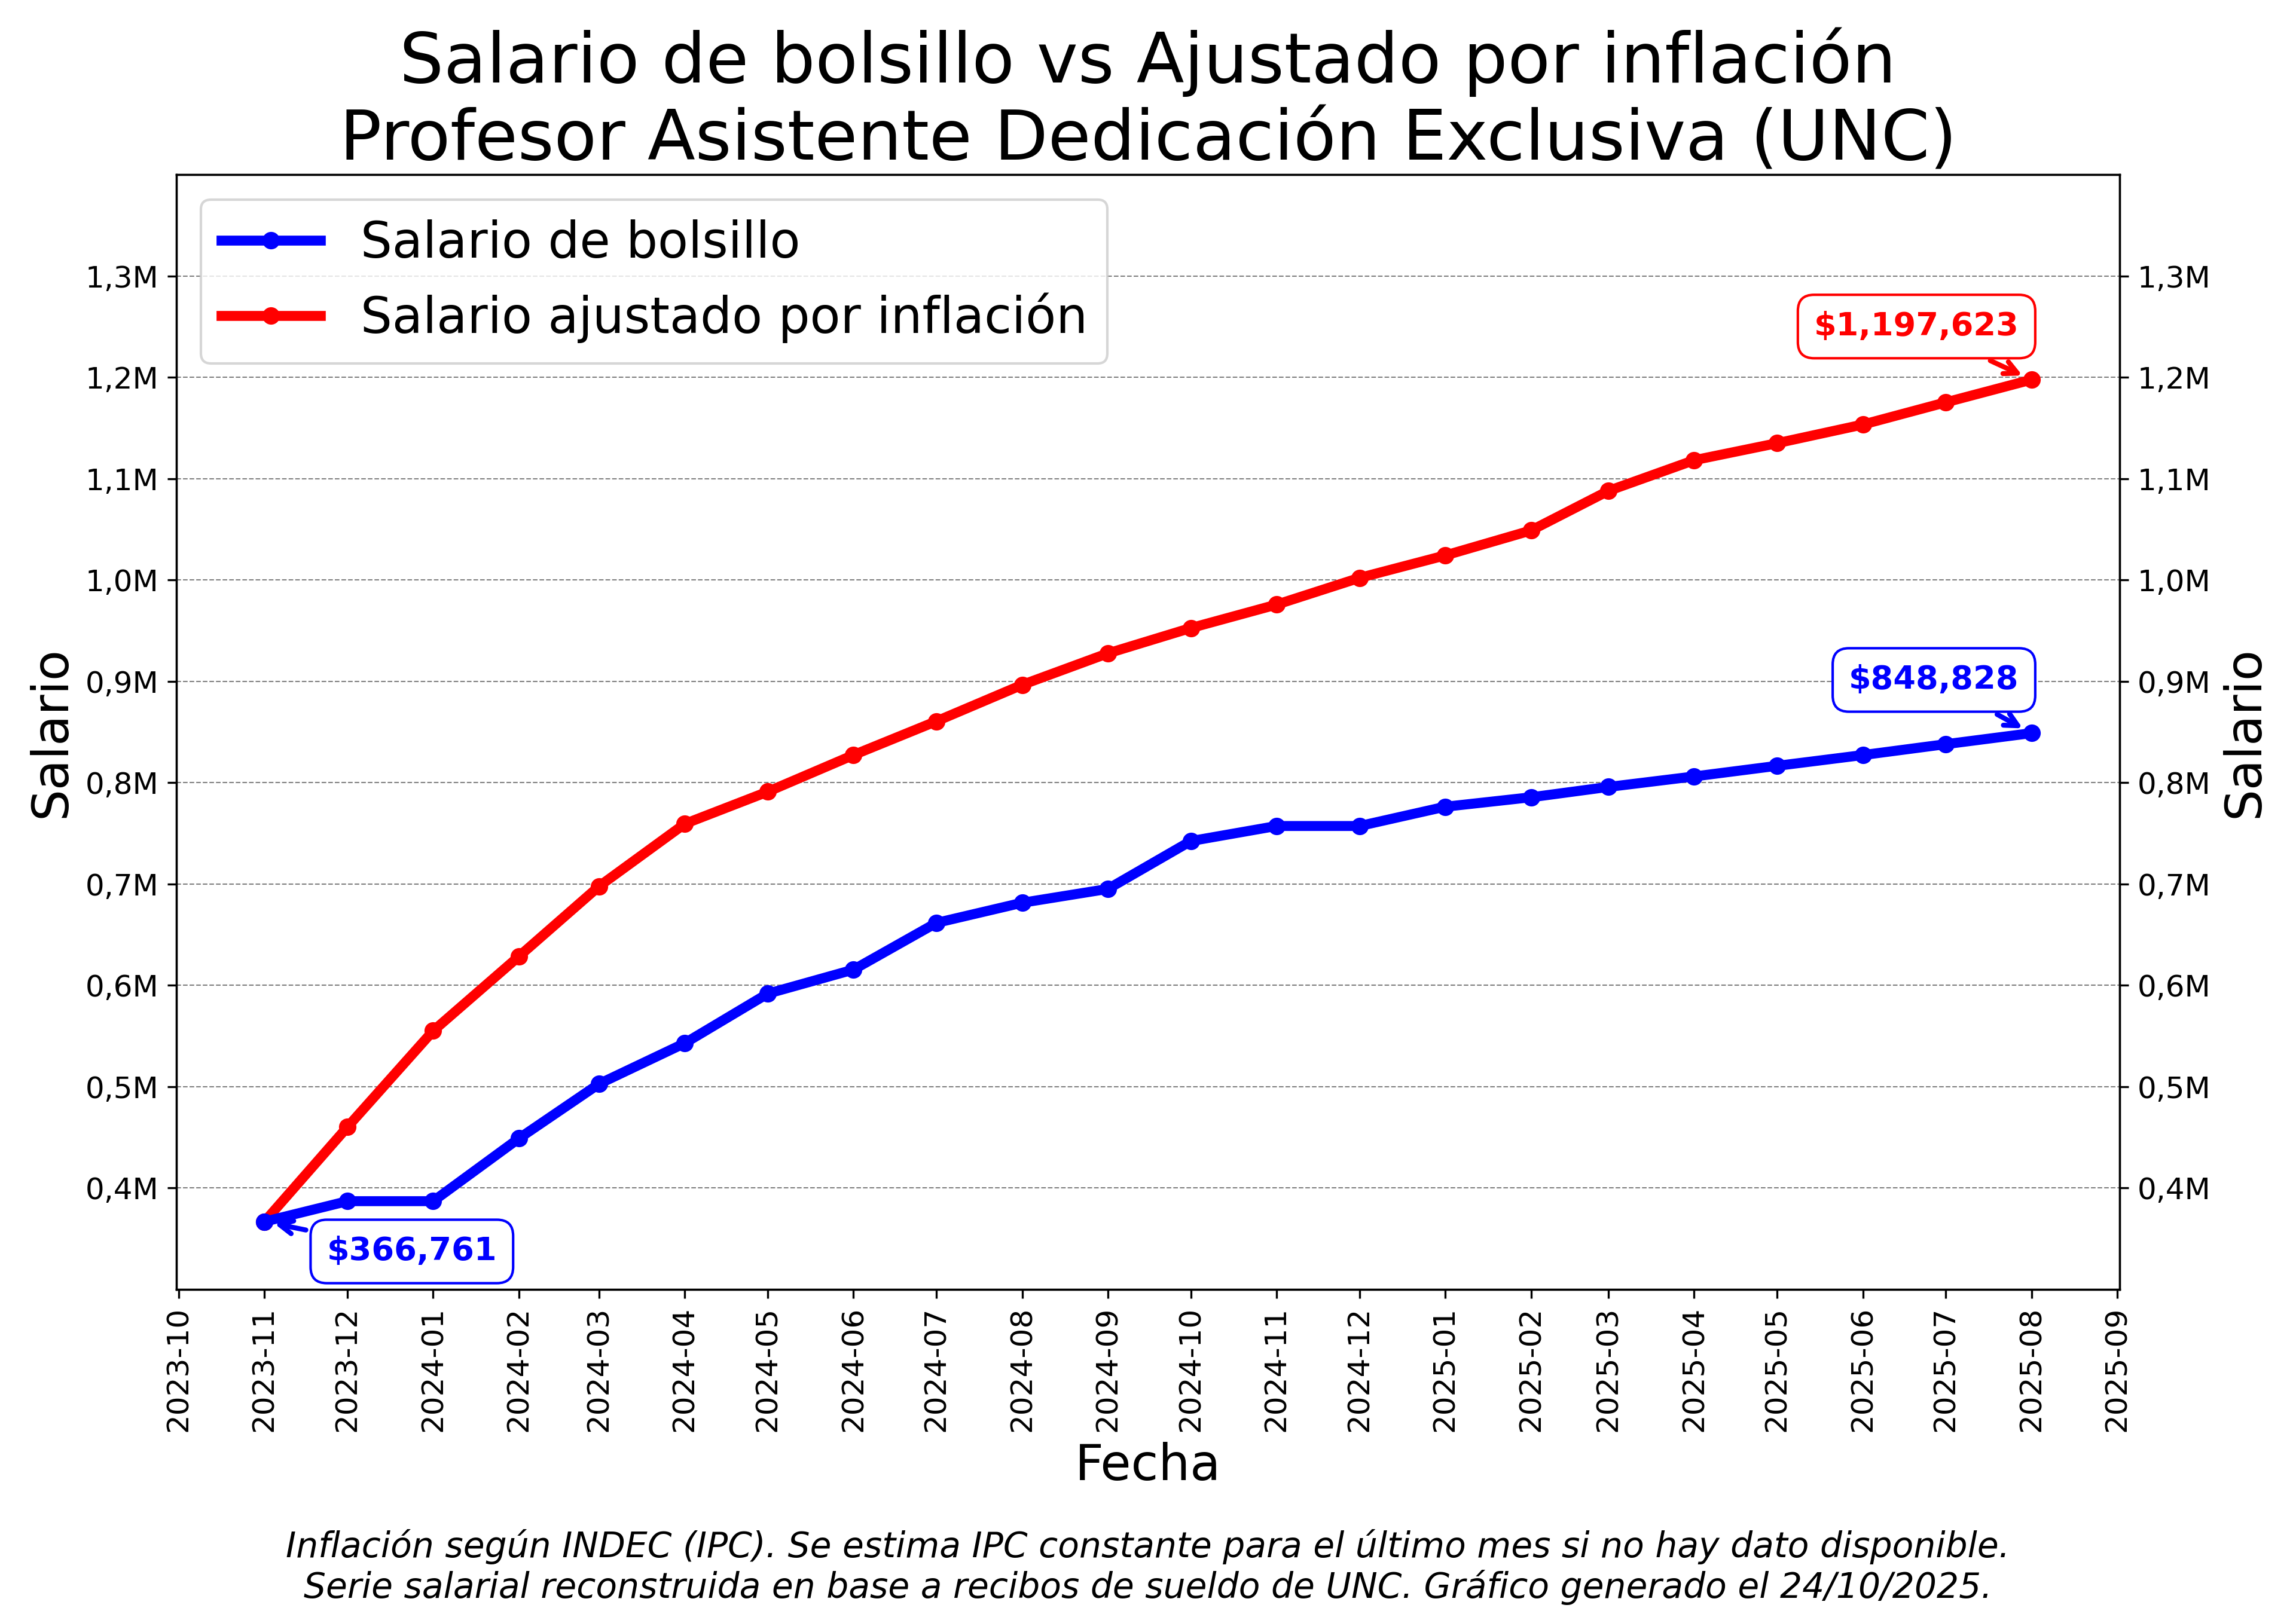 Salario de bolsillo vs Ajustado por inflación
Profesor Asistente Dedicación Exclusiva (UNC)
Salario de bolsillo
Salario ajustado por inflación
1,3M
1,2M
1,1M
1,0M
0,9M
0,8M
0,7M
0,6M
0,5M
0,4M
Salario
$1,197,623
$848,828
$366,761
1,3M
1,2M
1,1M
1,0M
0,9M
0,8M
0,7M
0,6M
0,5M
0,4M
Salario
2023-10
2023-11
2023-12
2024-01
2024-02
2024-03
2024-04
2024-05
2024-06
2024-07
2024-08
2024-09
2024-10
2024-11
2024-12
2025-01
2025-02
2025-03
2025-04
2025-05
2025-06
2025-07
2025-08
2025-09
Fecha
Inflación según INDEC (IPC). Se estima IPC constante para el último mes si no hay dato disponible.
Serie salarial reconstruida en base a recibos de sueldo de UNC. Gráfico generado el 24/10/2025.